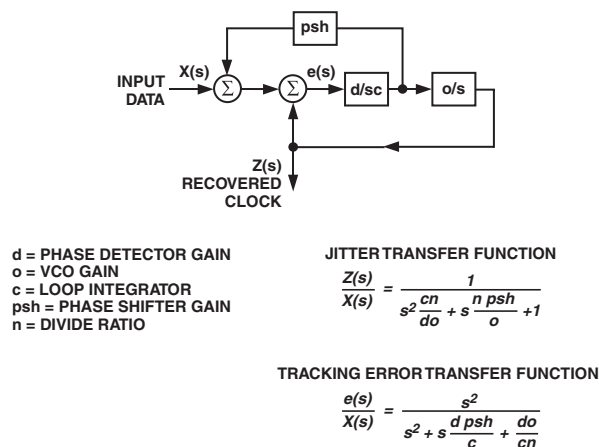 psh
X(s)
e(s)
INPUT
DATA
Σ
Σ
d/sc
o/s
Z(s)
RECOVERED
CLOCK
d = PHASE DETECTOR GAIN
o = VCO GAIN
c = LOOP INTEGRATOR
psh = PHASE SHIFTER GAIN
n = DIVIDE RATIO
JITTER TRANSFER FUNCTION
Z(s)/X(s) = 1/(s² cn/do + s n psh/o +1)
TRACKING ERROR TRANSFER FUNCTION
e(s)/X(s) = s²/(s² + s d psh/c + do/cn)